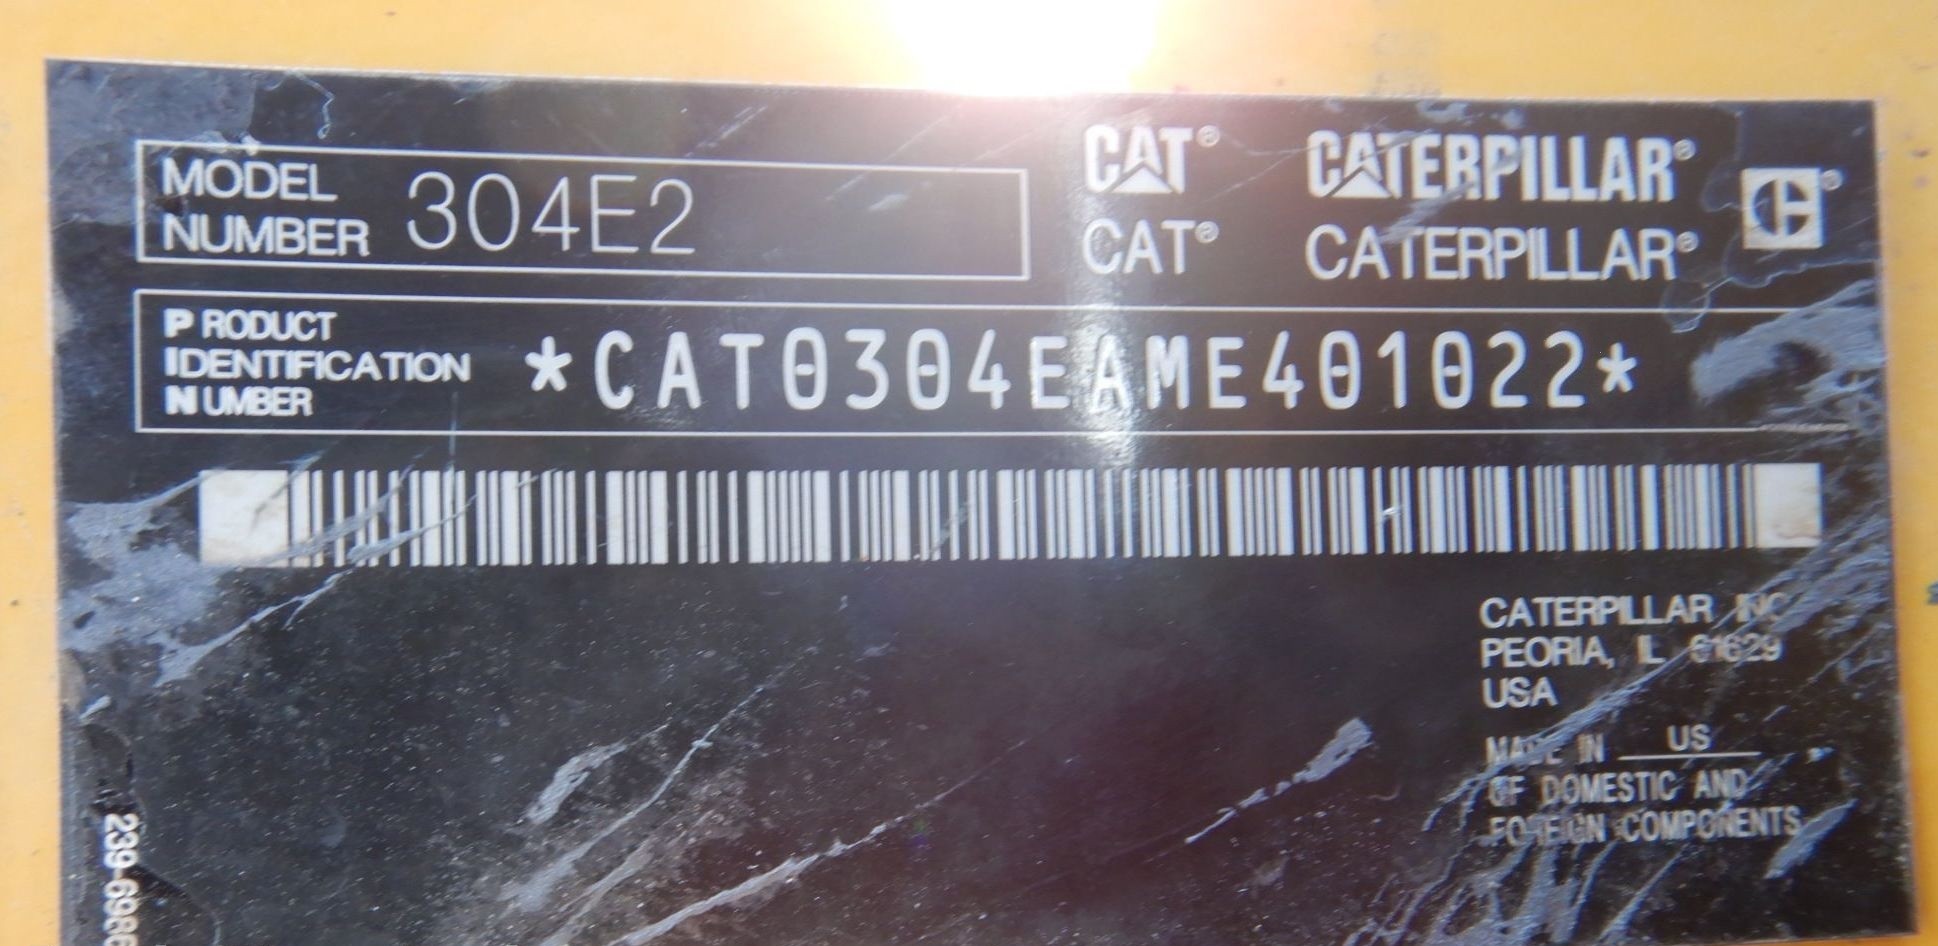 MODEL
NUMBER 304E2
CAT® CATERPILLAR®
CAT® CATERPILLAR®
PRODUCT
IDENTIFICATION
NUMBER
*CAT0304EAME401022*
CATERPILLAR INC
PEORIA, IL 61629
USA
MADE IN US
OF DOMESTIC AND
FOREIGN COMPONENTS